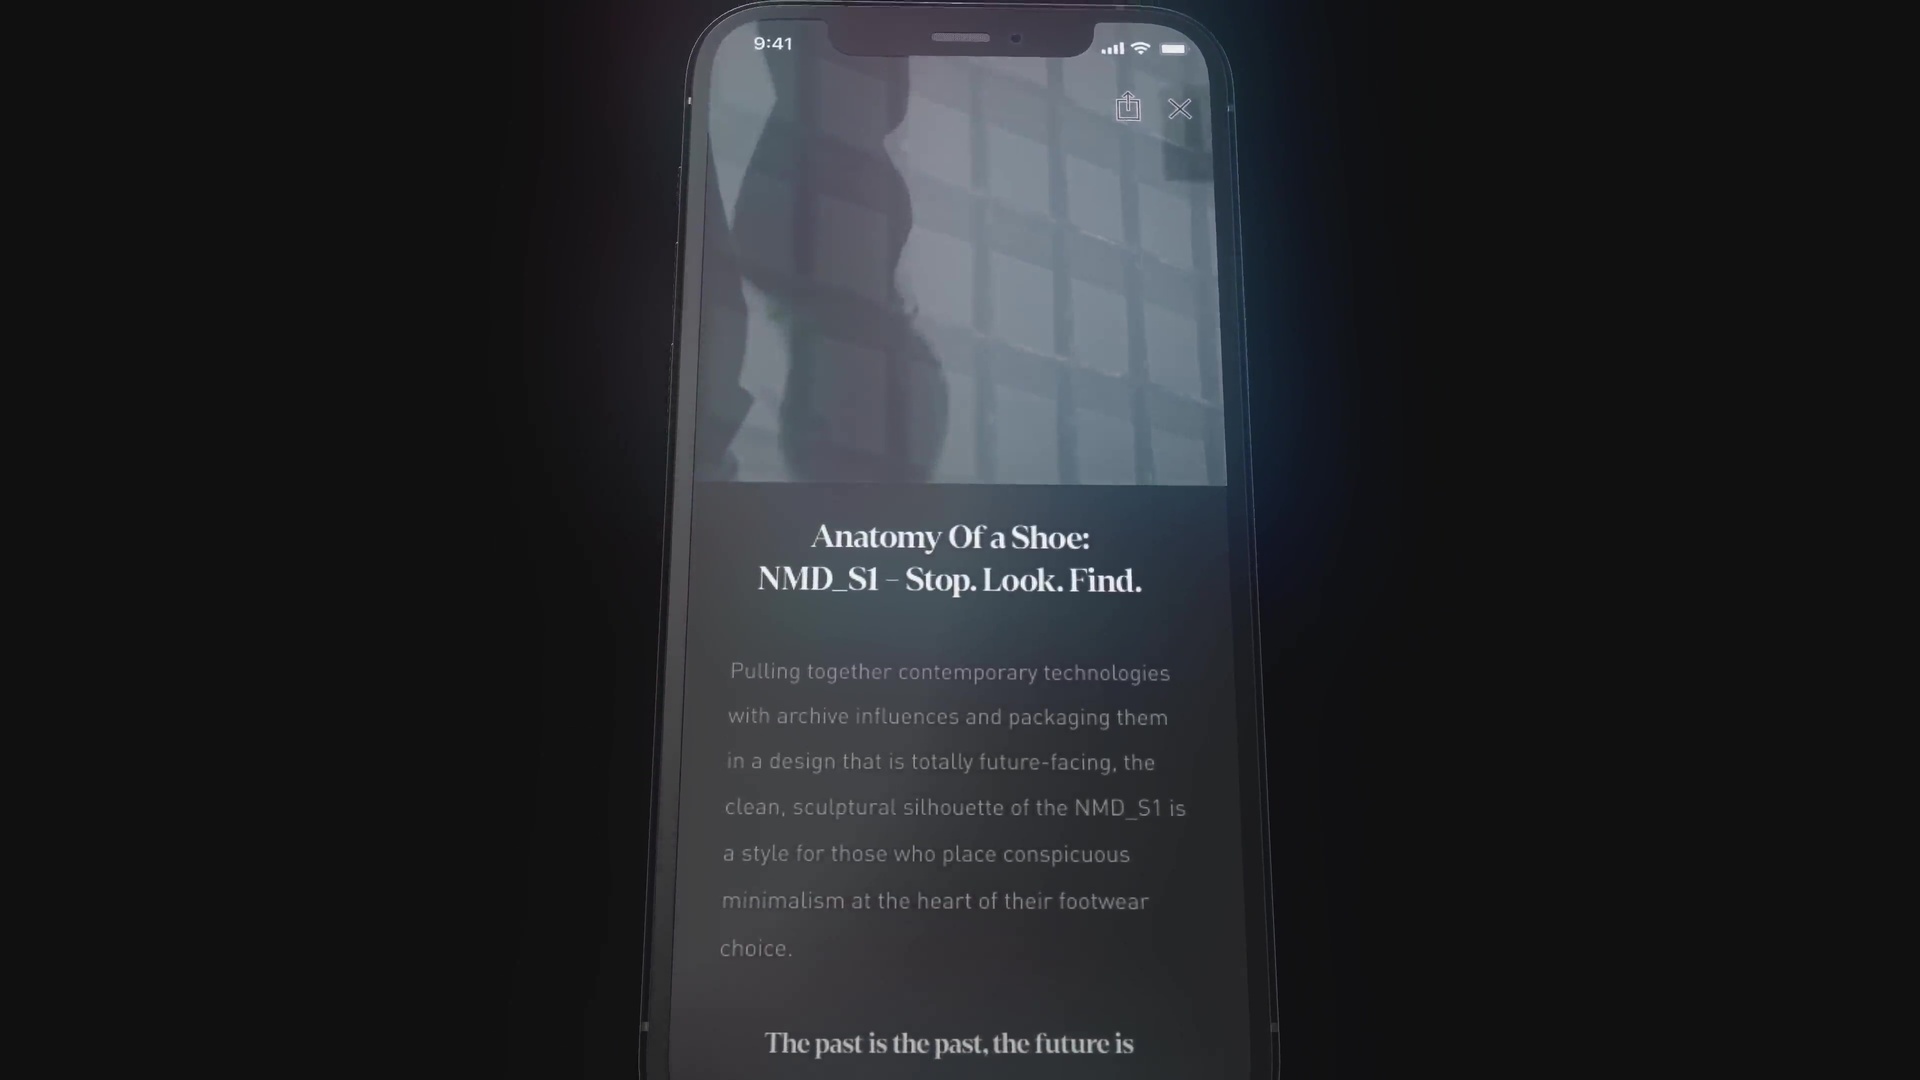 9:41
Anatomy Of a Shoe:
NMD_S1 – Stop. Look. Find.
Pulling together contemporary technologies
with archive influences and packaging them
in a design that is totally future-facing, the
clean, sculptural silhouette of the NMD_S1 is
a style for those who place conspicuous
minimalism at the heart of their footwear
choice.
The past is the past, the future is